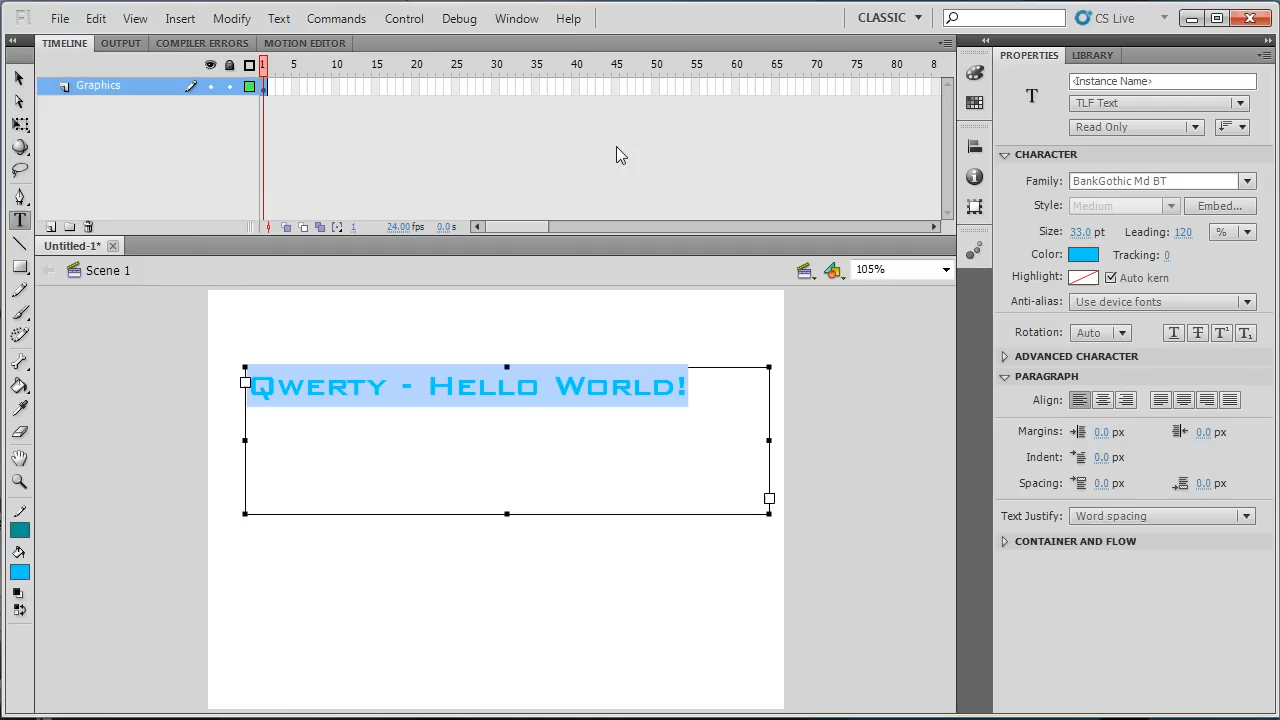 Fl File Edit View Insert Modify Text Commands Control Debug Window Help CLASSIC CS Live
TIMELINE OUTPUT COMPILER ERRORS MOTION EDITOR
1 5 10 15 20 25 30 35 40 45 50 55 60 65 70 75 80 8
Graphics
1 24.00 fps 0.0 s
Untitled-1*
Scene 1 105%
Qwerty - Hello World!
PROPERTIES LIBRARY
<Instance Name>
T TLF Text
Read Only
CHARACTER
Family: BankGothic Md BT
Style: Medium Embed...
Size: 33.0 pt Leading: 120 %
Color: Tracking: 0
Highlight: Auto kern
Anti-alias: Use device fonts
Rotation: Auto T T T¹ T₁
ADVANCED CHARACTER
PARAGRAPH
Align:
Margins: 0.0 px 0.0 px
Indent: 0.0 px
Spacing: 0.0 px 0.0 px
Text Justify: Word spacing
CONTAINER AND FLOW